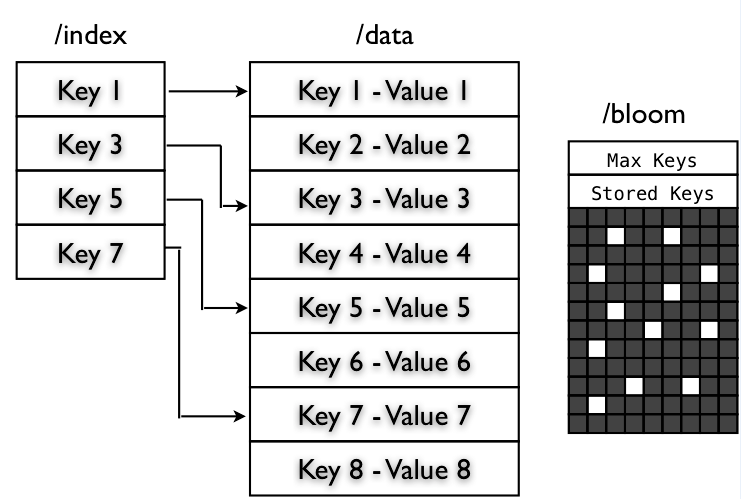 /index
Key 1
Key 3
Key 5
Key 7
/data
Key 1 - Value 1
Key 2 - Value 2
Key 3 - Value 3
Key 4 - Value 4
Key 5 - Value 5
Key 6 - Value 6
Key 7 - Value 7
Key 8 - Value 8
/bloom
Max Keys
Stored Keys